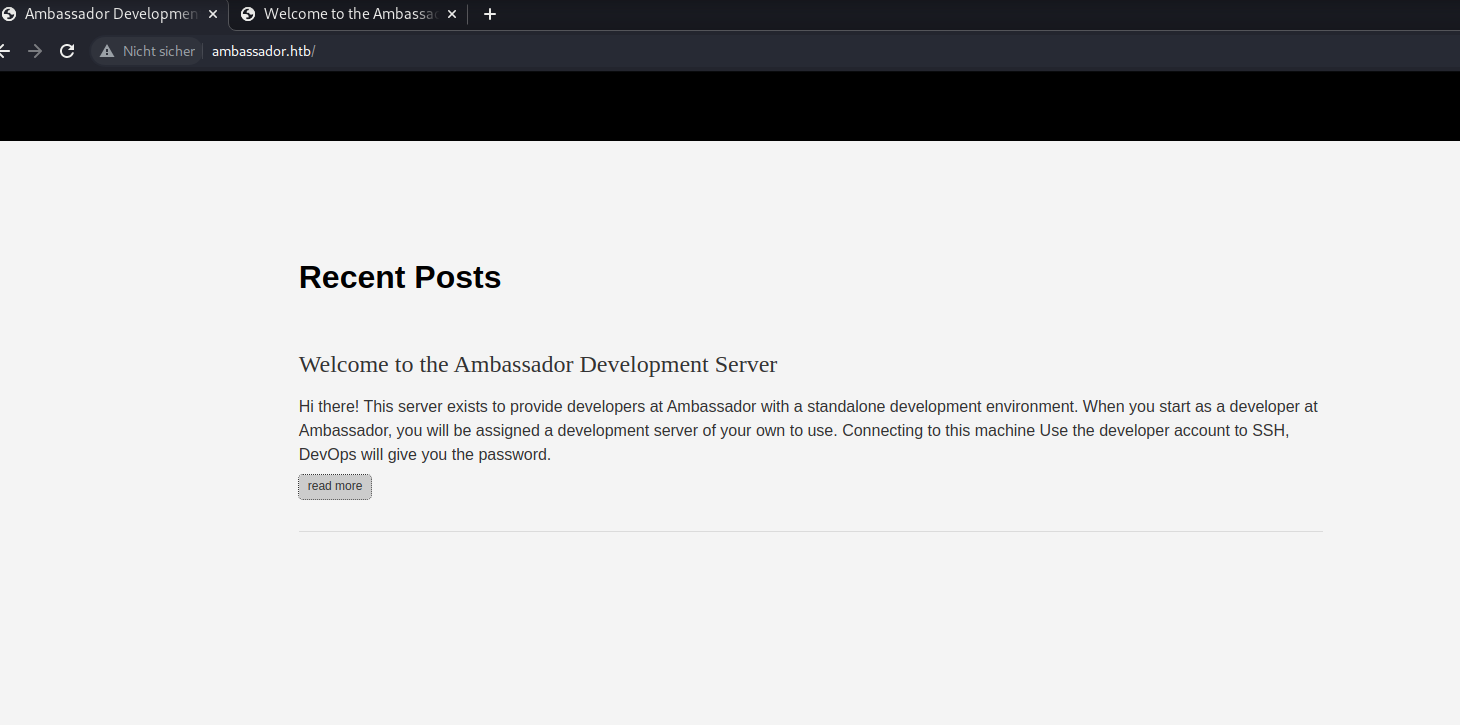 Ambassador Developmen
Welcome to the Ambassac
Nicht sicher
ambassador.htb/
Recent Posts
Welcome to the Ambassador Development Server
Hi there! This server exists to provide developers at Ambassador with a standalone development environment. When you start as a developer at
Ambassador, you will be assigned a development server of your own to use. Connecting to this machine Use the developer account to SSH,
DevOps will give you the password.
read more